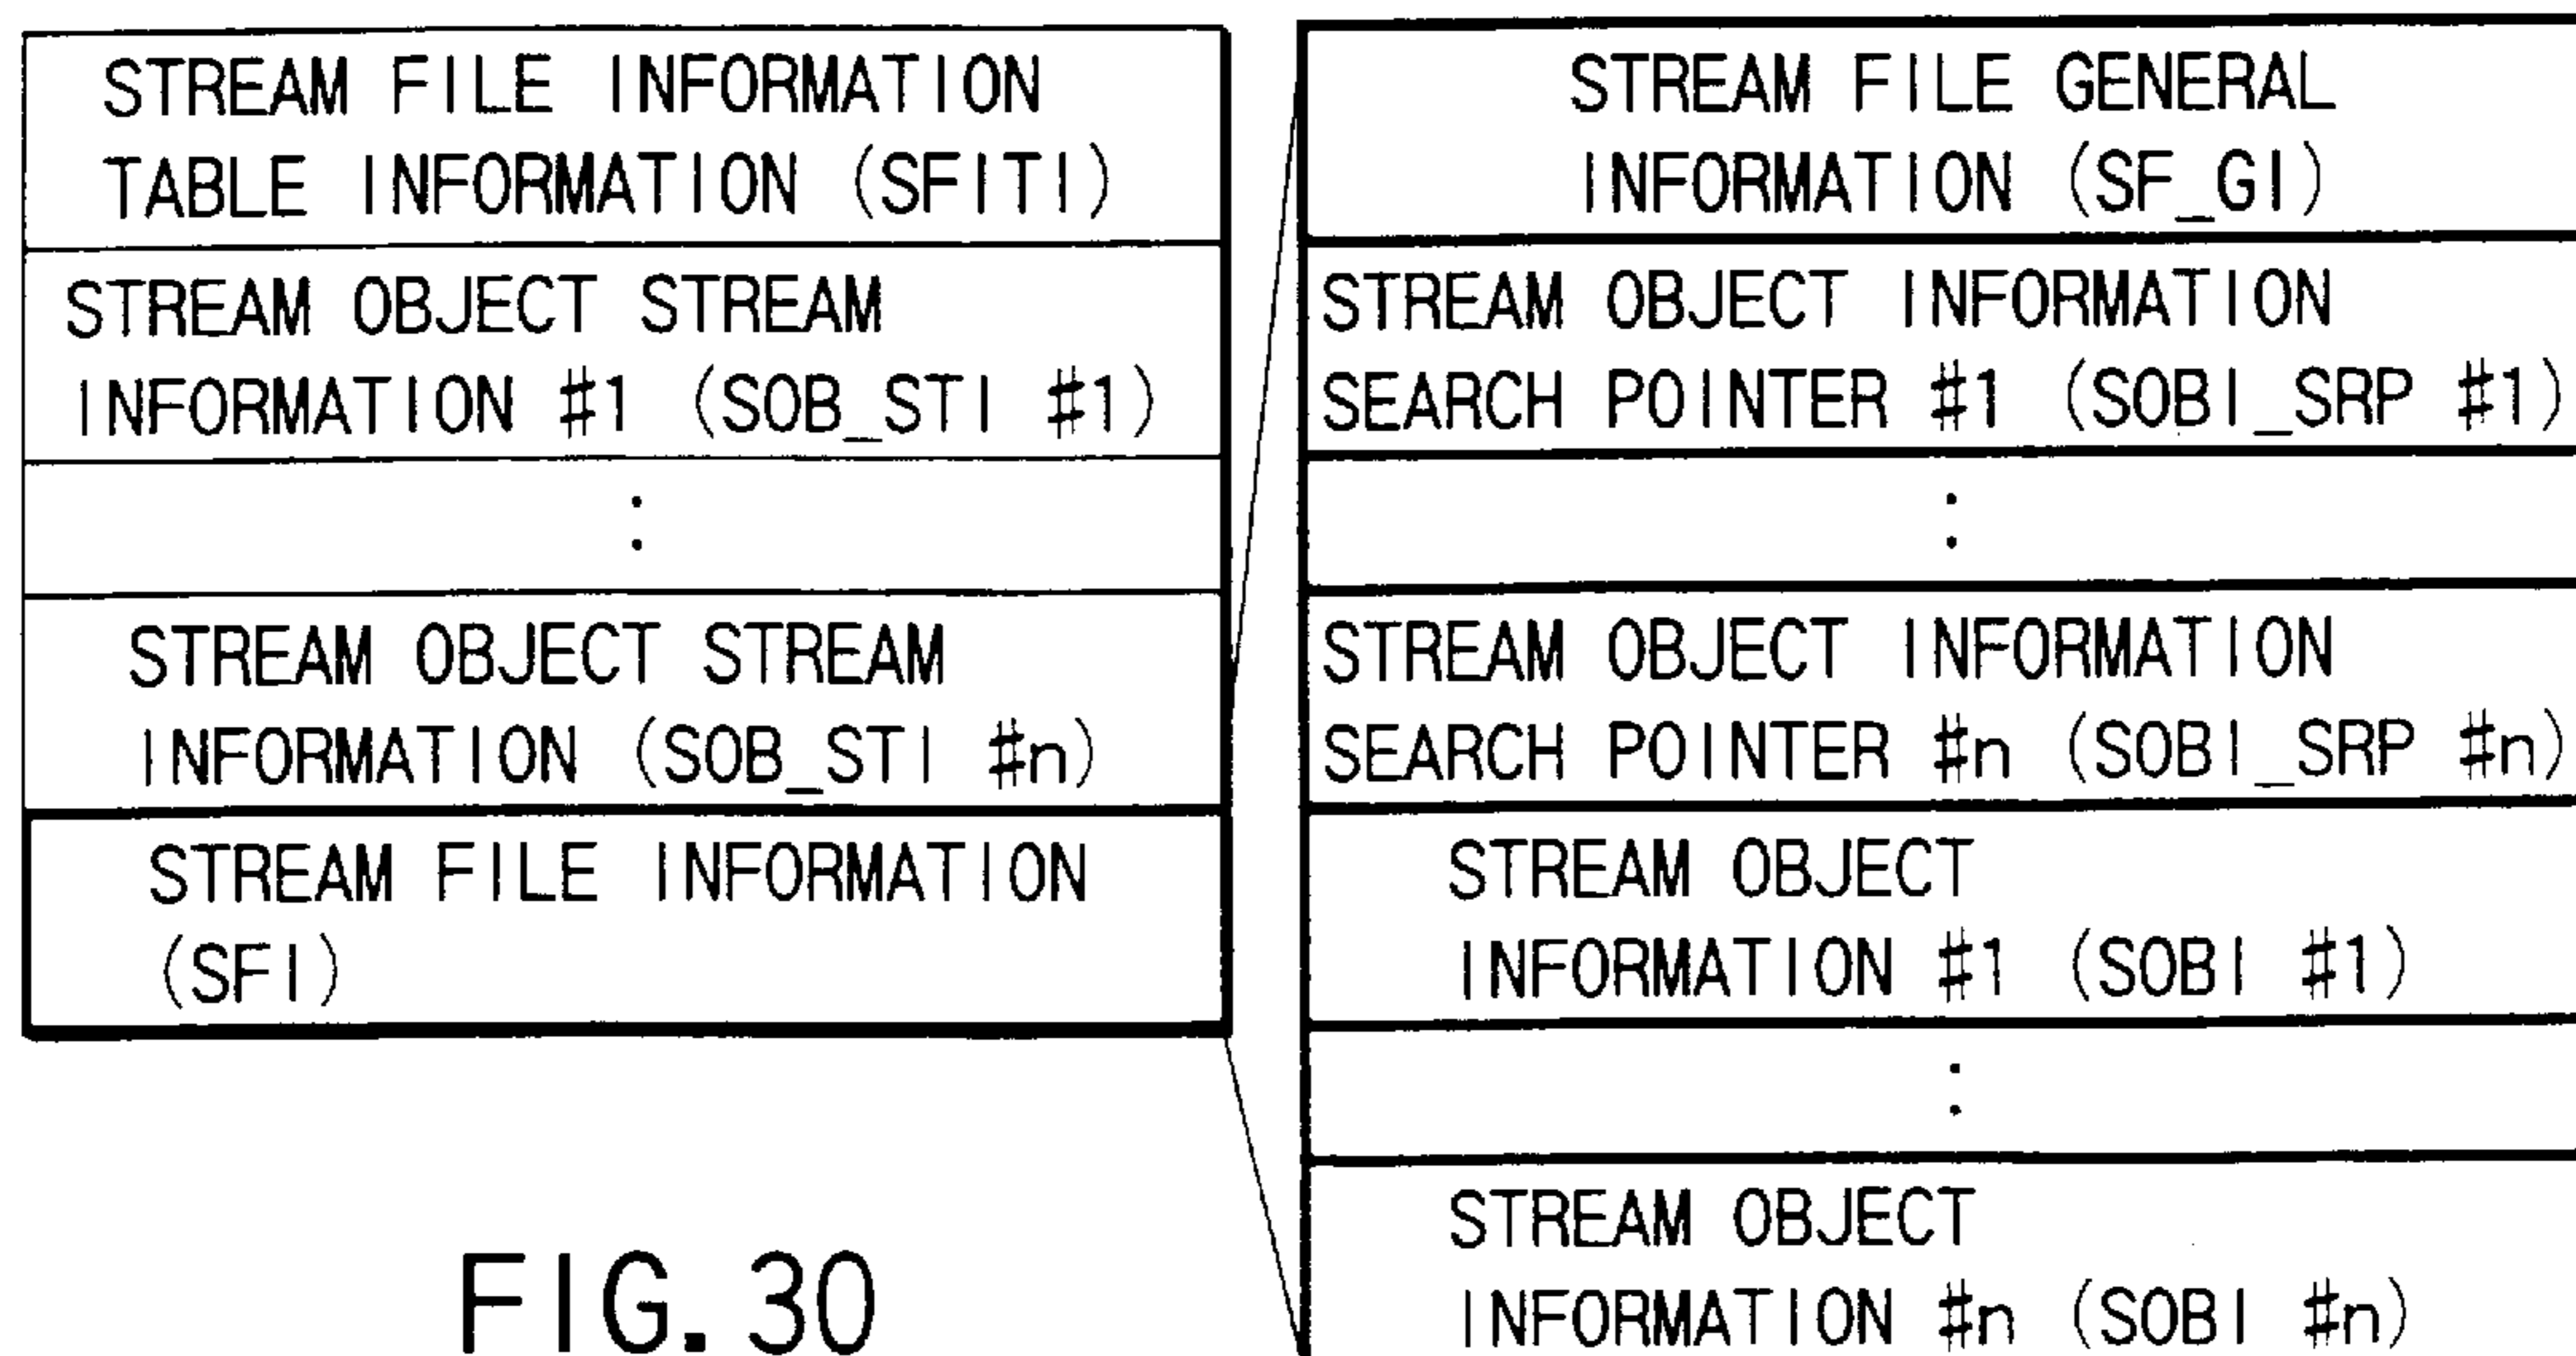 STREAM FILE INFORMATION
TABLE INFORMATION (SFITI)
STREAM OBJECT STREAM
INFORMATION #1 (SOB_STI #1)
:
STREAM OBJECT STREAM
INFORMATION (SOB_STI #n)
STREAM FILE INFORMATION
(SFI)
STREAM FILE GENERAL
INFORMATION (SF_GI)
STREAM OBJECT INFORMATION
SEARCH POINTER #1 (SOBI_SRP #1)
:
STREAM OBJECT INFORMATION
SEARCH POINTER #n (SOBI_SRP #n)
STREAM OBJECT
INFORMATION #1 (SOBI #1)
:
STREAM OBJECT
INFORMATION #n (SOBI #n)
FIG. 30